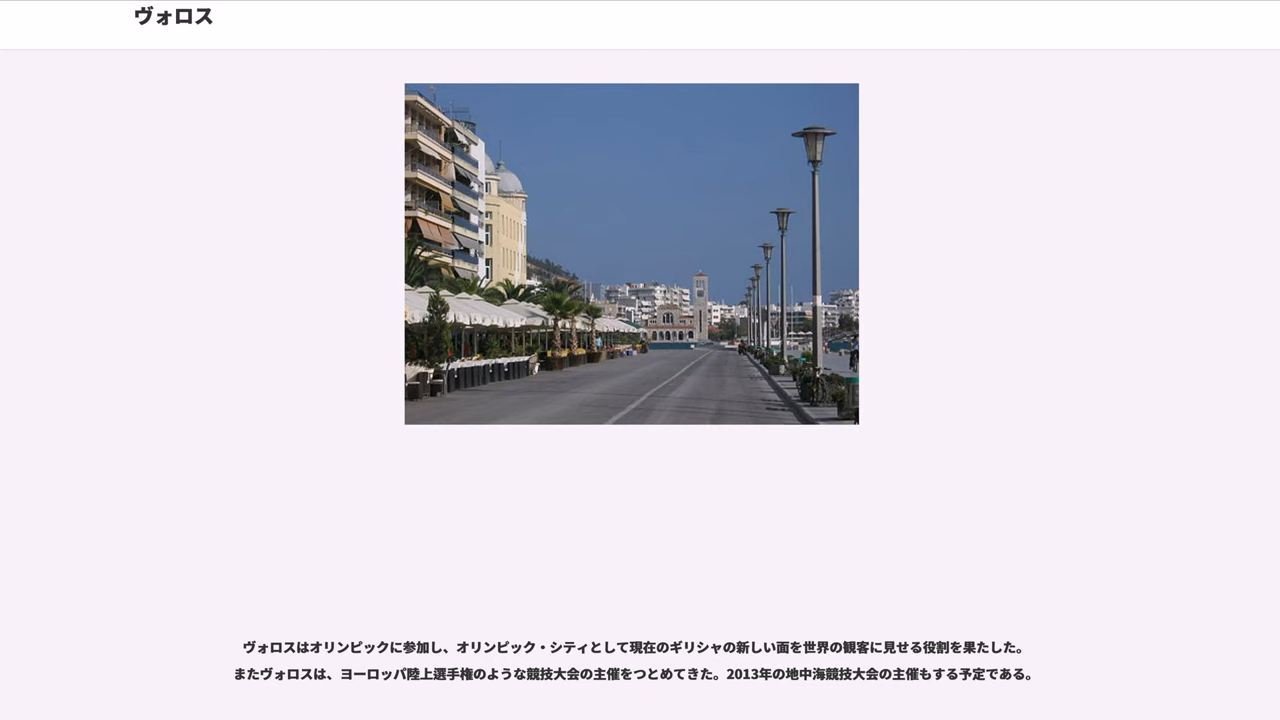 ヴォロス
ヴォロスはオリンピックに参加し、オリンピック・シティとして現在のギリシャの新しい面を世界の観客に見せる役割を果たした。
またヴォロスは、ヨーロッパ陸上選手権のような競技大会の主催をつとめてきた。2013年の地中海競技大会の主催もする予定である。